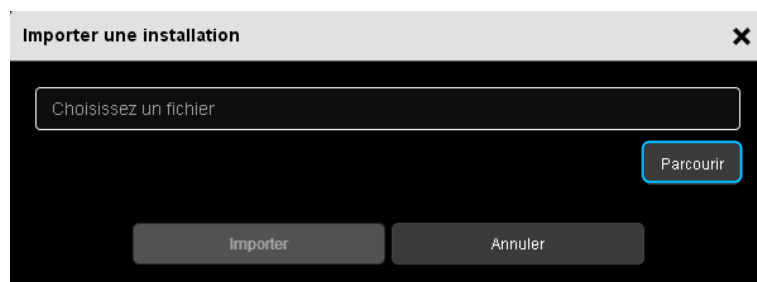 Importer une installation
Choisissez un fichier
Parcourir
Importer
Annuler